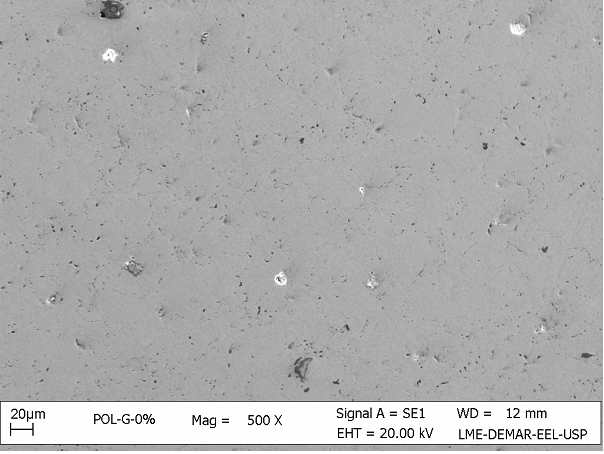 20µm POL-G-0% Mag = 500 X Signal A = SE1 WD = 12 mm
EHT = 20.00 kV LME-DEMAR-EEL-USP